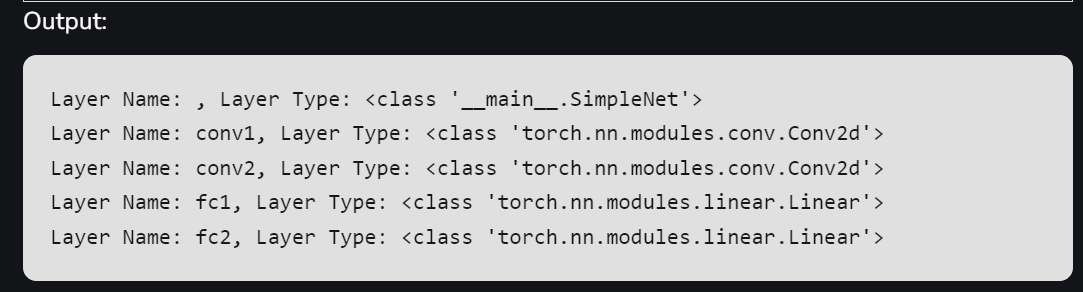 Output:
Layer Name: , Layer Type: <class '__main__.SimpleNet'>
Layer Name: conv1, Layer Type: <class 'torch.nn.modules.conv.Conv2d'>
Layer Name: conv2, Layer Type: <class 'torch.nn.modules.conv.Conv2d'>
Layer Name: fc1, Layer Type: <class 'torch.nn.modules.linear.Linear'>
Layer Name: fc2, Layer Type: <class 'torch.nn.modules.linear.Linear'>